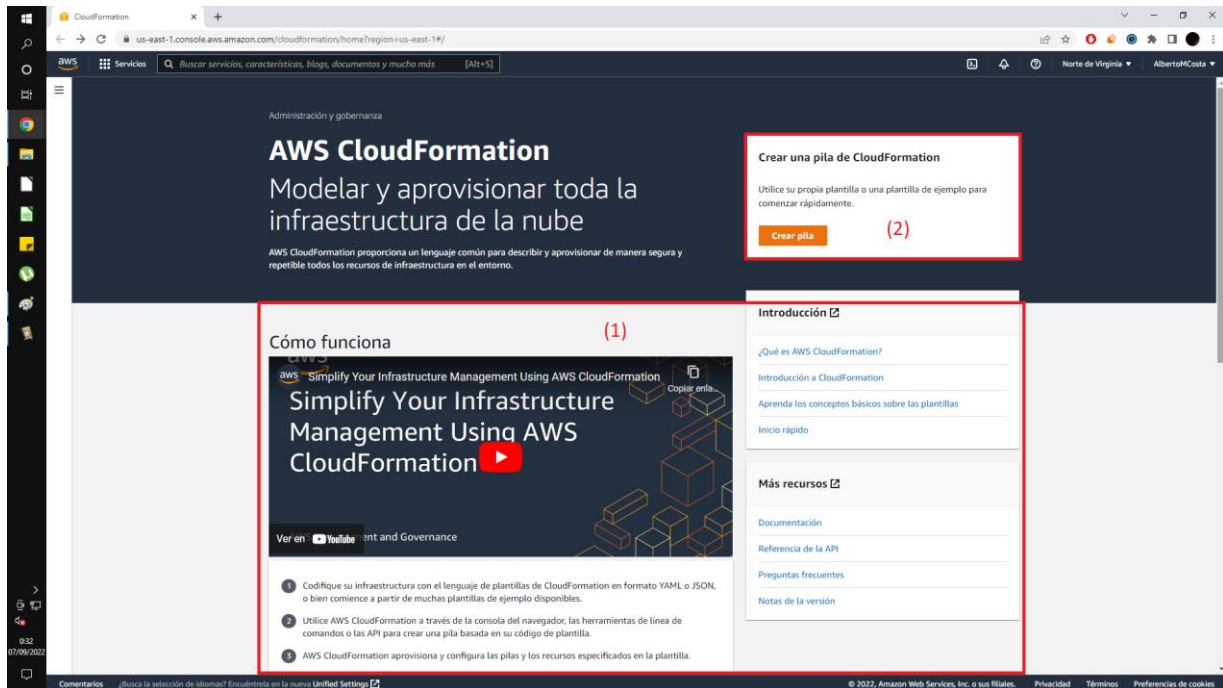 CloudFormation
us-east-1.console.aws.amazon.com/cloudformation/home?region=us-east-1#/
aws
Servicios
Buscar servicios, características, blogs, documentos y mucho más
[Alt+S]
Norte de Virginia
AlbertoMCosta
Administración y gobernanza
AWS CloudFormation
Modelar y aprovisionar toda la
infraestructura de la nube
AWS CloudFormation proporciona un lenguaje común para describir y aprovisionar de manera segura y
repetible todos los recursos de infraestructura en el entorno.
Crear una pila de CloudFormation
Utilice su propia plantilla o una plantilla de ejemplo para
comenzar rápidamente.
Crear pila
(2)
(1)
Cómo funciona
aws
aws
Simplify Your Infrastructure Management Using AWS CloudFormation
Copiar enla...
Simplify Your Infrastructure
Management Using AWS
CloudFormation
Ver en YouTube
ent and Governance
1 Codifique su infraestructura con el lenguaje de plantillas de CloudFormation en formato YAML o JSON,
o bien comience a partir de muchas plantillas de ejemplo disponibles.
2 Utilice AWS CloudFormation a través de la consola del navegador, las herramientas de línea de
comandos o las API para crear una pila basada en su código de plantilla.
3 AWS CloudFormation aprovisiona y configura las pilas y los recursos especificados en la plantilla.
Introducción
¿Qué es AWS CloudFormation?
Introducción a CloudFormation
Aprenda los conceptos básicos sobre las plantillas
Inicio rápido
Más recursos
Documentación
Referencia de la API
Preguntas frecuentes
Notas de la versión
0:32
07/09/2022
Comentarios
¿Busca la selección de idiomas? Encuéntrela en la nueva Unified Settings
© 2022, Amazon Web Services, Inc. o sus filiales.
Privacidad
Términos
Preferencias de cookies